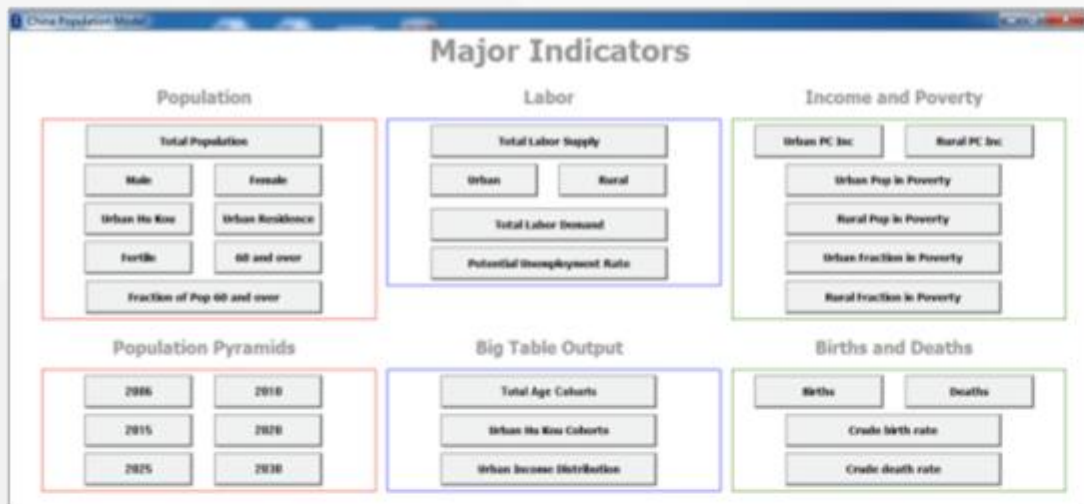 China Population Model
Major Indicators
Population
Total Population
Male Female
Urban Hu Kou Urban Residence
Fertile 60 and over
Fraction of Pop 60 and over
Labor
Total Labor Supply
Urban Rural
Total Labor Demand
Potential Unemployment Rate
Income and Poverty
Urban PC Inc Rural PC Inc
Urban Pop in Poverty
Rural Pop in Poverty
Urban Fraction in Poverty
Rural Fraction in Poverty
Population Pyramids
2006 2010
2015 2020
2025 2030
Big Table Output
Total Age Cohorts
Urban Hu Kou Cohorts
Urban Income Distribution
Births and Deaths
Births Deaths
Crude birth rate
Crude death rate